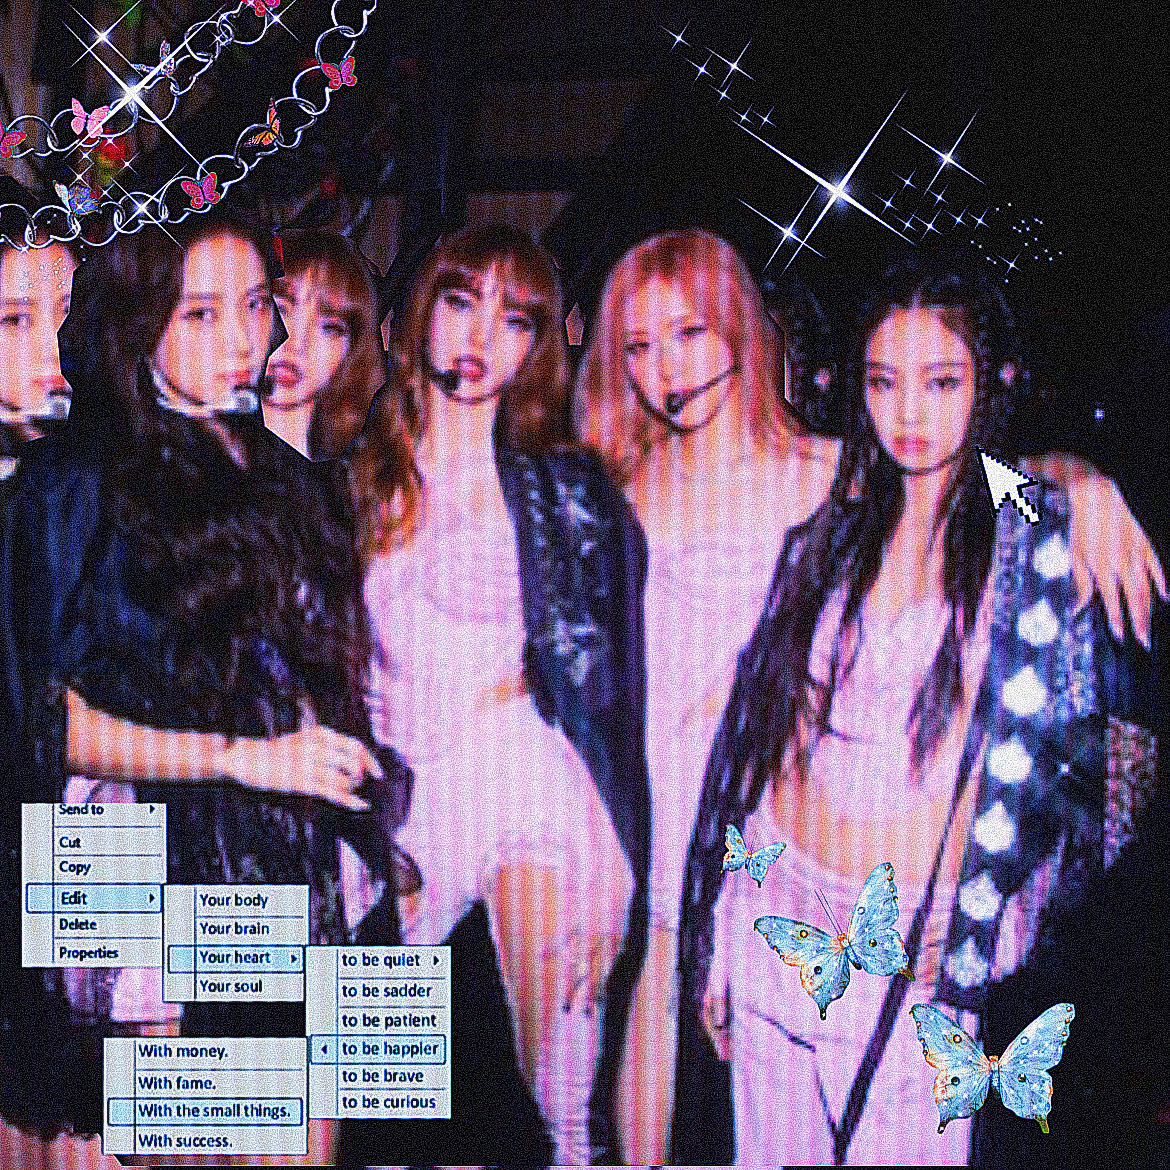 Send to
Cut
Copy
Edit
Delete
Properties
Your body
Your brain
Your heart
Your soul
to be quiet
to be sadder
to be patient
to be happier
to be brave
to be curious
With money.
With fame.
With the small things.
With success.